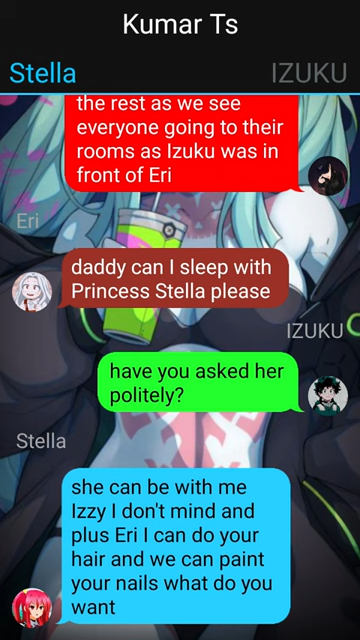 Kumar Ts
Stella
IZUKU
the rest as we see
everyone going to their
rooms as Izuku was in
front of Eri
Eri
daddy can I sleep with
Princess Stella please
IZUKU
have you asked her
politely?
Stella
she can be with me
Izzy I don't mind and
plus Eri I can do your
hair and we can paint
your nails what do you
want